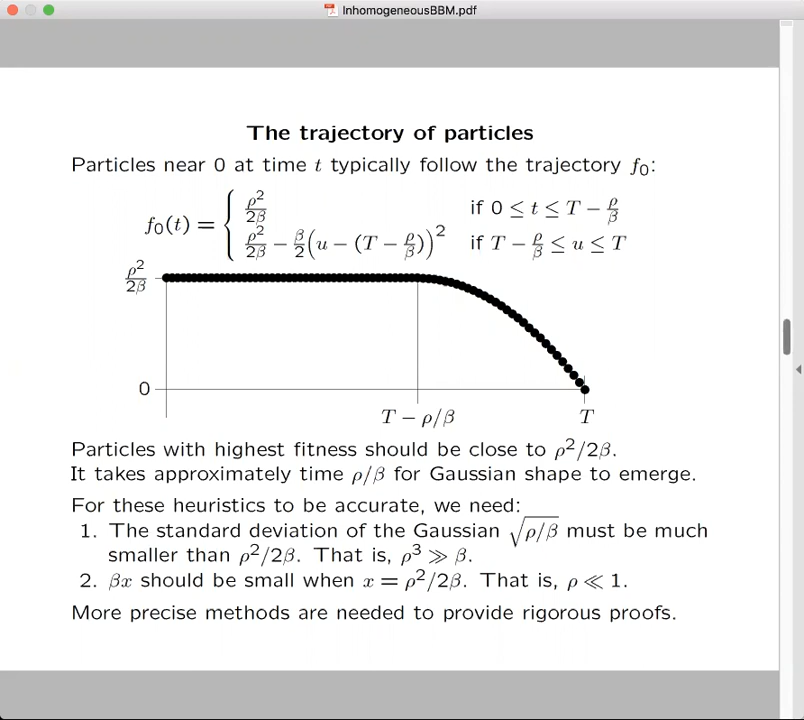 InhomogeneousBBM.pdf
The trajectory of particles
Particles near 0 at time t typically follow the trajectory f₀:
f₀(t) = { ρ²/2β if 0 ≤ t ≤ T − ρ/β
ρ²/2β − β/2(u − (T − ρ/β))² if T − ρ/β ≤ u ≤ T
ρ²/2β
0
T − ρ/β T
Particles with highest fitness should be close to ρ²/2β.
It takes approximately time ρ/β for Gaussian shape to emerge.
For these heuristics to be accurate, we need:
1. The standard deviation of the Gaussian √ρ/β must be much
smaller than ρ²/2β. That is, ρ³ ≫ β.
2. βx should be small when x = ρ²/2β. That is, ρ ≪ 1.
More precise methods are needed to provide rigorous proofs.